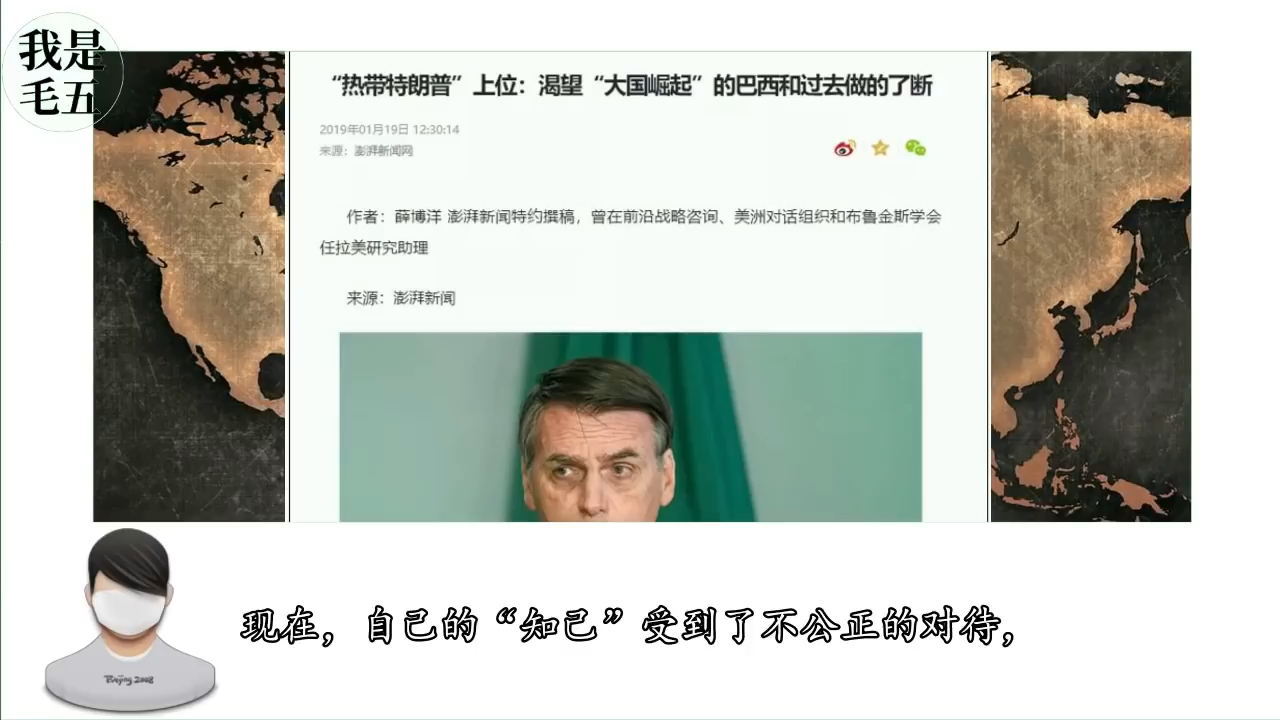 我是
毛五
“热带特朗普”上位：渴望“大国崛起”的巴西和过去做的了断
2019年01月19日 12:30:14
来源：澎湃新闻网
作者：薛博洋 澎湃新闻特约撰稿，曾在前沿战略咨询、美洲对话组织和布鲁金斯学会
任拉美研究助理
来源：澎湃新闻
Beijing 2008
现在，自己的“知己”受到了不公正的对待，